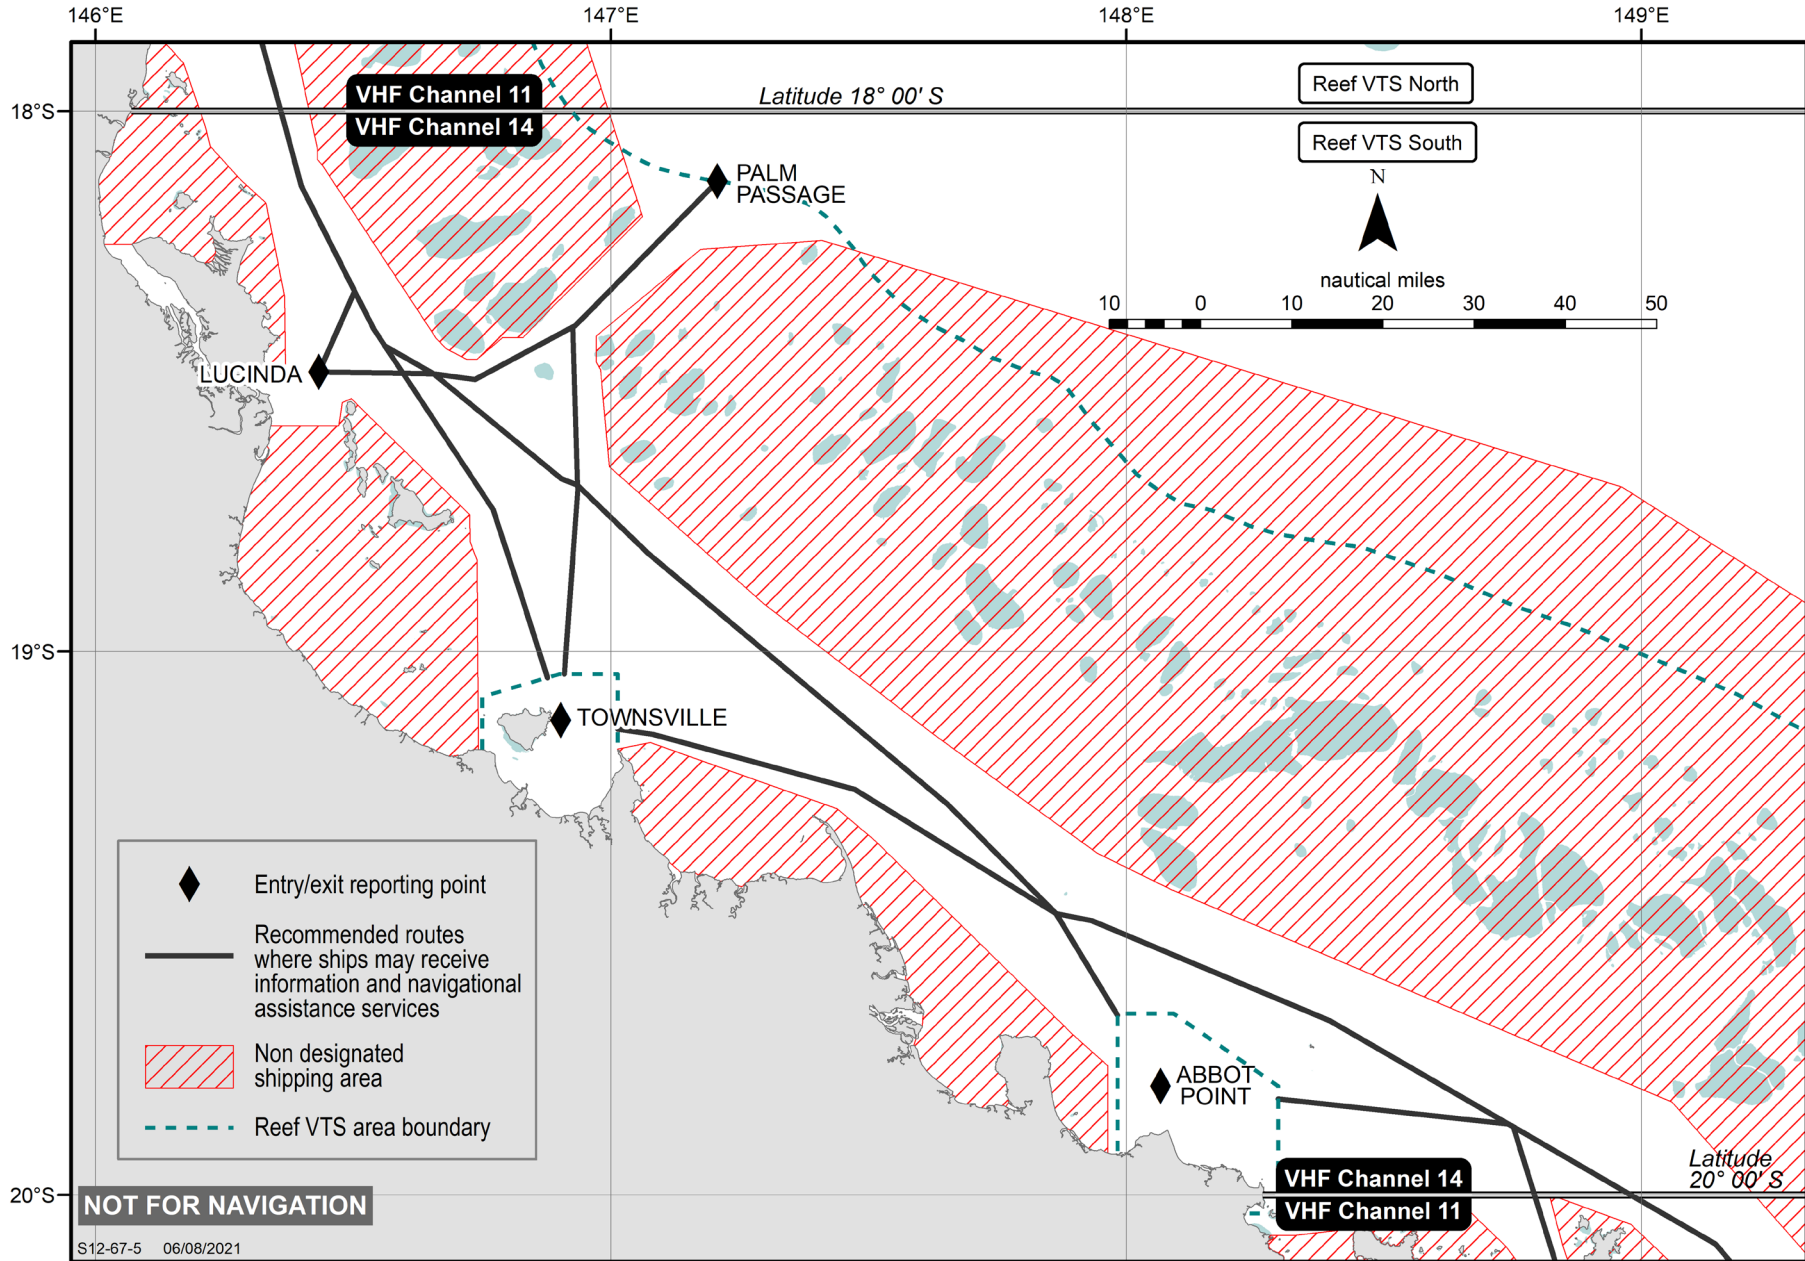 146°E
147°E
148°E
149°E
18°S
VHF Channel 11
VHF Channel 14
Latitude 18° 00' S
Reef VTS North
Reef VTS South
N
PALM
PASSAGE
nautical miles
10 0 10 20 30 40 50
LUCINDA
19°S
TOWNSVILLE
Entry/exit reporting point
Recommended routes
where ships may receive
information and navigational
assistance services
Non designated
shipping area
Reef VTS area boundary
ABBOT
POINT
20°S
NOT FOR NAVIGATION
VHF Channel 14
VHF Channel 11
Latitude
20° 00' S
S12-67-5 06/08/2021